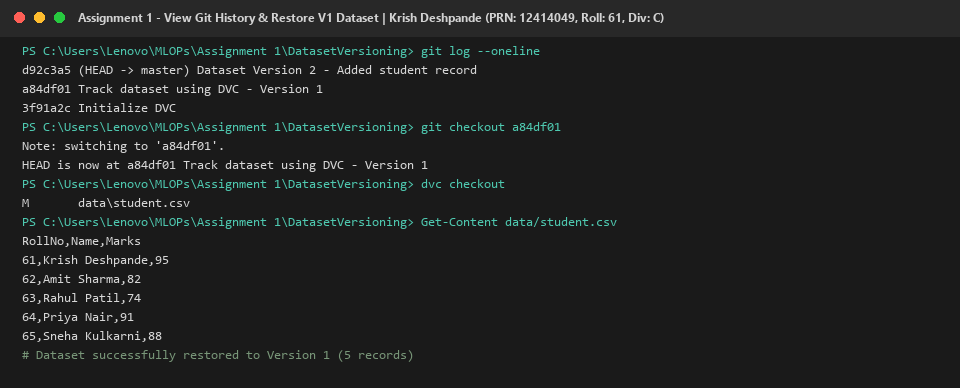 Assignment 1 - View Git History & Restore V1 Dataset | Krish Deshpande (PRN: 12414049, Roll: 61, Div: C)
PS C:\Users\Lenovo\MLOPs\Assignment 1\DatasetVersioning> git log --oneline
d92c3a5 (HEAD -> master) Dataset Version 2 - Added student record
a84df01 Track dataset using DVC - Version 1
3f91a2c Initialize DVC
PS C:\Users\Lenovo\MLOPs\Assignment 1\DatasetVersioning> git checkout a84df01
Note: switching to 'a84df01'.
HEAD is now at a84df01 Track dataset using DVC - Version 1
PS C:\Users\Lenovo\MLOPs\Assignment 1\DatasetVersioning> dvc checkout
M       data\student.csv
PS C:\Users\Lenovo\MLOPs\Assignment 1\DatasetVersioning> Get-Content data/student.csv
RollNo,Name,Marks
61,Krish Deshpande,95
62,Amit Sharma,82
63,Rahul Patil,74
64,Priya Nair,91
65,Sneha Kulkarni,88
# Dataset successfully restored to Version 1 (5 records)